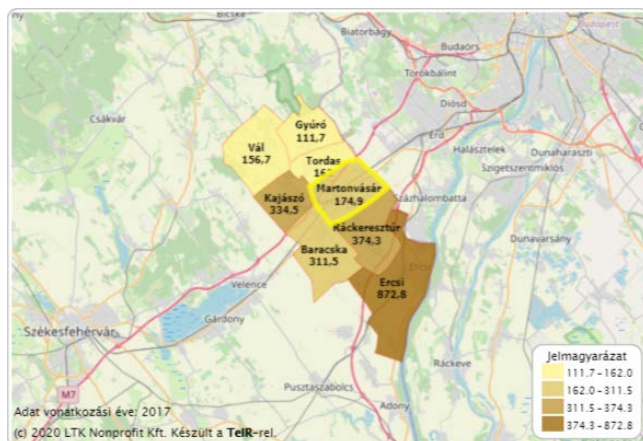 Bicske
Biatorbágy
Budapest
Budaörs
Törökbálint
Diósd
Csákvár
Gyúró
111,7
Vál
156,7
Tordas
Érd
Halásztelek
Dunaharaszti
Szigetszentmiklós
Martonvásár
174,9
Kajászó
334,5
Százhalombatta
Ráckeresztúr
374,3
Baracska
311,5
Dunavarsány
Ercsi
872,8
Velence
Gárdony
Székesfehérvár
Ráckeve
Pusztaszabolcs
Adony
M7
Jelmagyarázat
111.7-162.0
162.0-311.5
311.5-374.3
374.3-872.8
Adat vonatkozási éve: 2017
(c) 2020 LTK Nonprofit Kft. Készült a TeIR-rel.